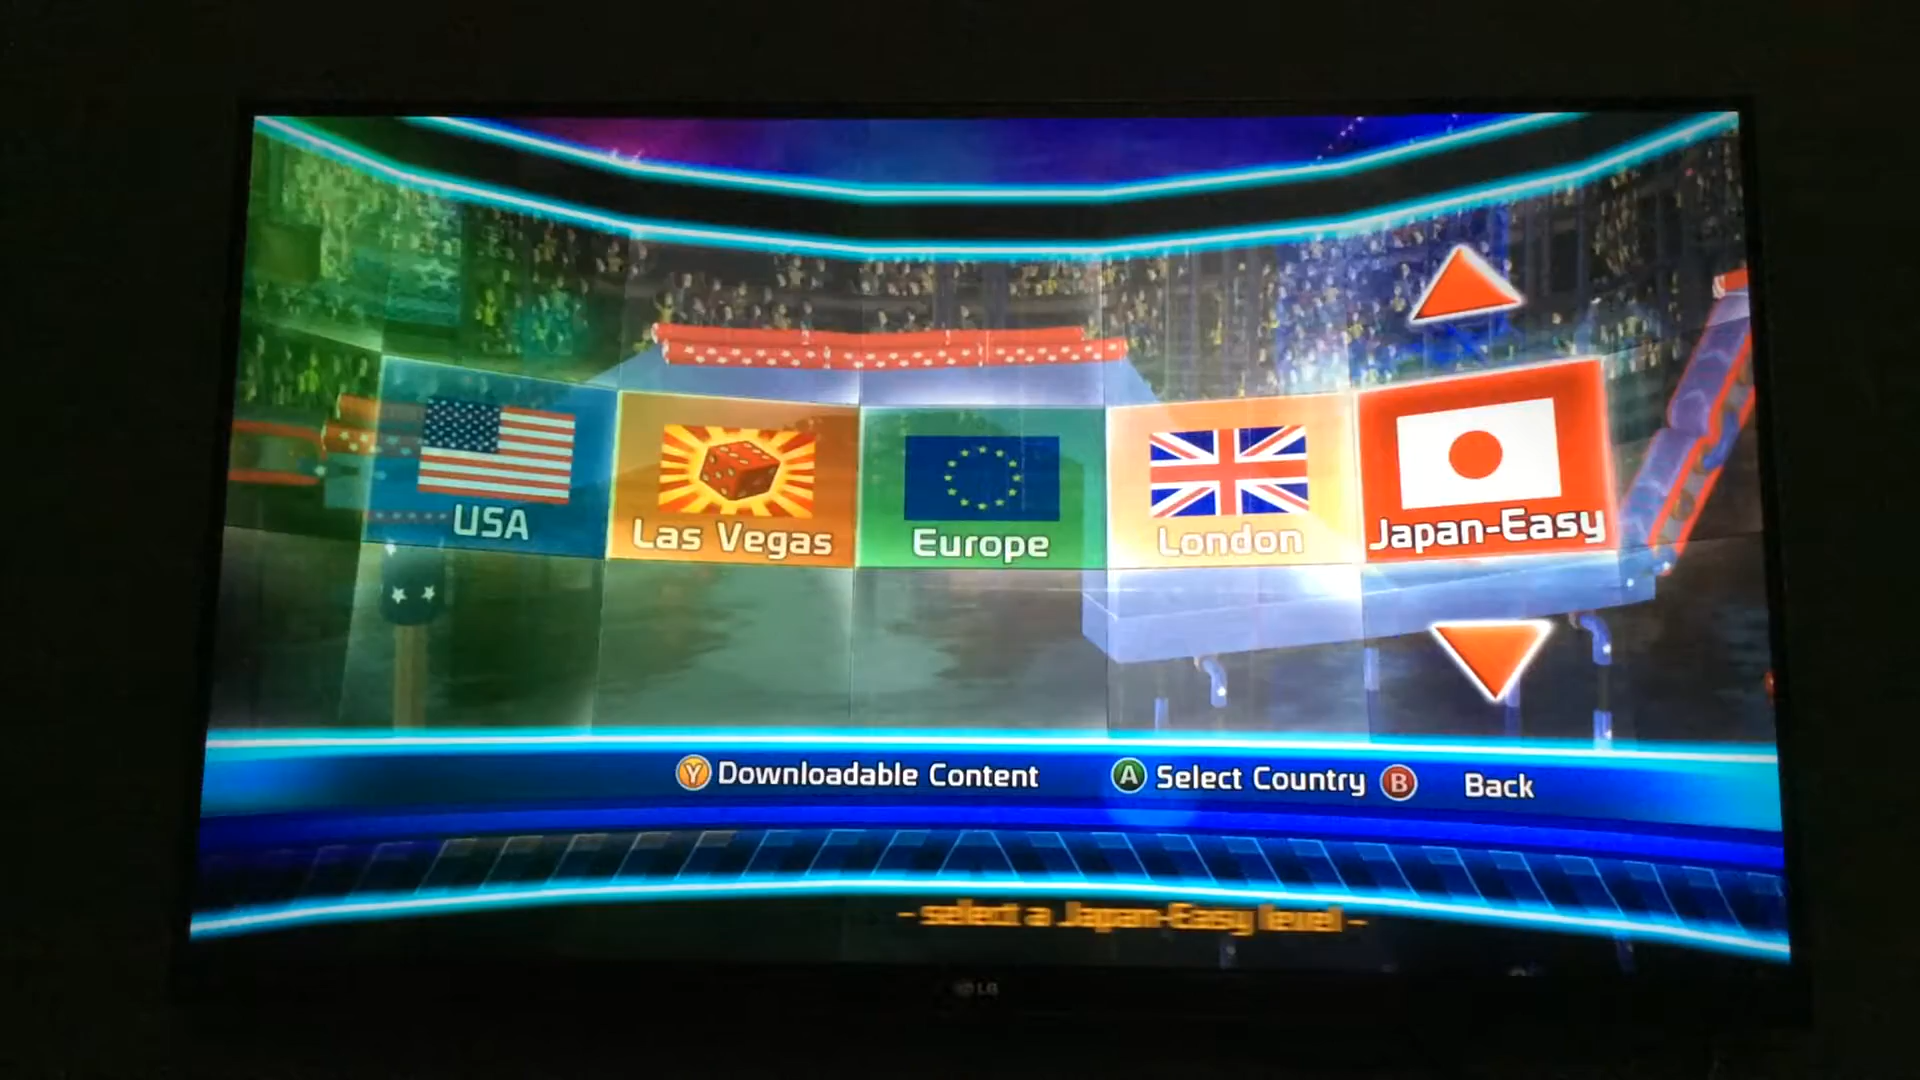 USA
Las Vegas
Europe
London
Japan-Easy
Y Downloadable Content
A Select Country
B Back
- select a Japan-Easy level -
LG